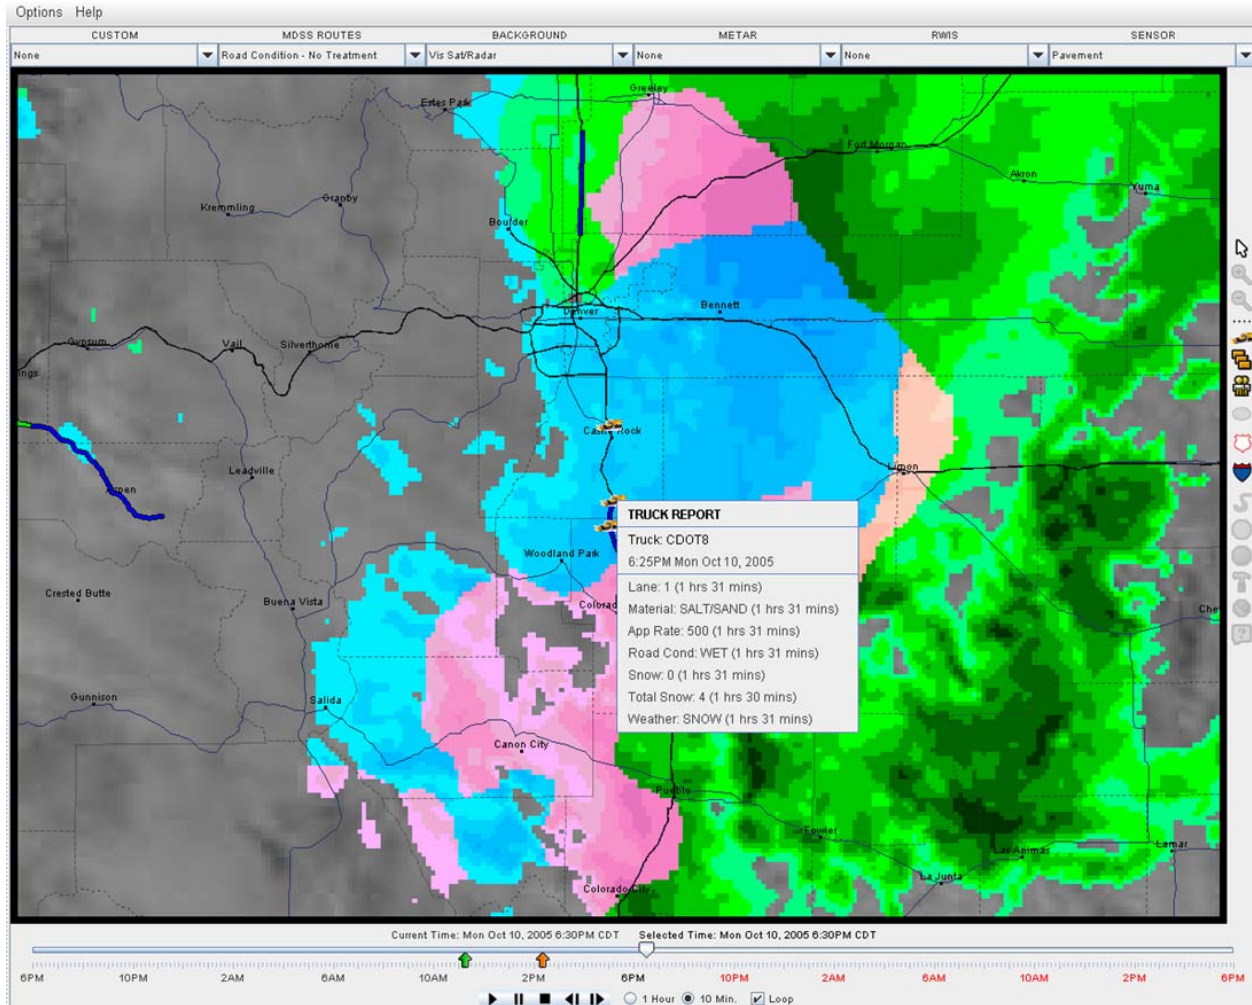 Options Help
CUSTOM MDSS ROUTES BACKGROUND METAR RWIS SENSOR
None Road Condition - No Treatment Vis Sat/Radar None None Pavement
Estes Park Greeley
Fort Morgan
Akron
Yuma
Kremmling Granby
Boulder
Bennett
Denver
Gypsum Vail Silverthorne
ngs
Castle Rock
Leadville Limon
Aspen
TRUCK REPORT
Truck: CDOT8
6:25PM Mon Oct 10, 2005
Woodland Park
Lane: 1 (1 hrs 31 mins)
Crested Butte Buena Vista Colora Che
Material: SALT/SAND (1 hrs 31 mins)
App Rate: 500 (1 hrs 31 mins)
Road Cond: WET (1 hrs 31 mins)
Snow: 0 (1 hrs 31 mins)
Gunnison Salida
Total Snow: 4 (1 hrs 30 mins)
Weather: SNOW (1 hrs 31 mins)
Canon City
Pueblo
Fowler
Las Animas Lamar
La Junta
Colorado City
Current Time: Mon Oct 10, 2005 6:30PM CDT Selected Time: Mon Oct 10, 2005 6:30PM CDT
6PM 10PM 2AM 6AM 10AM 2PM 6PM 10PM 2AM 6AM 10AM 2PM 6PM
1 Hour 10 Min. Loop